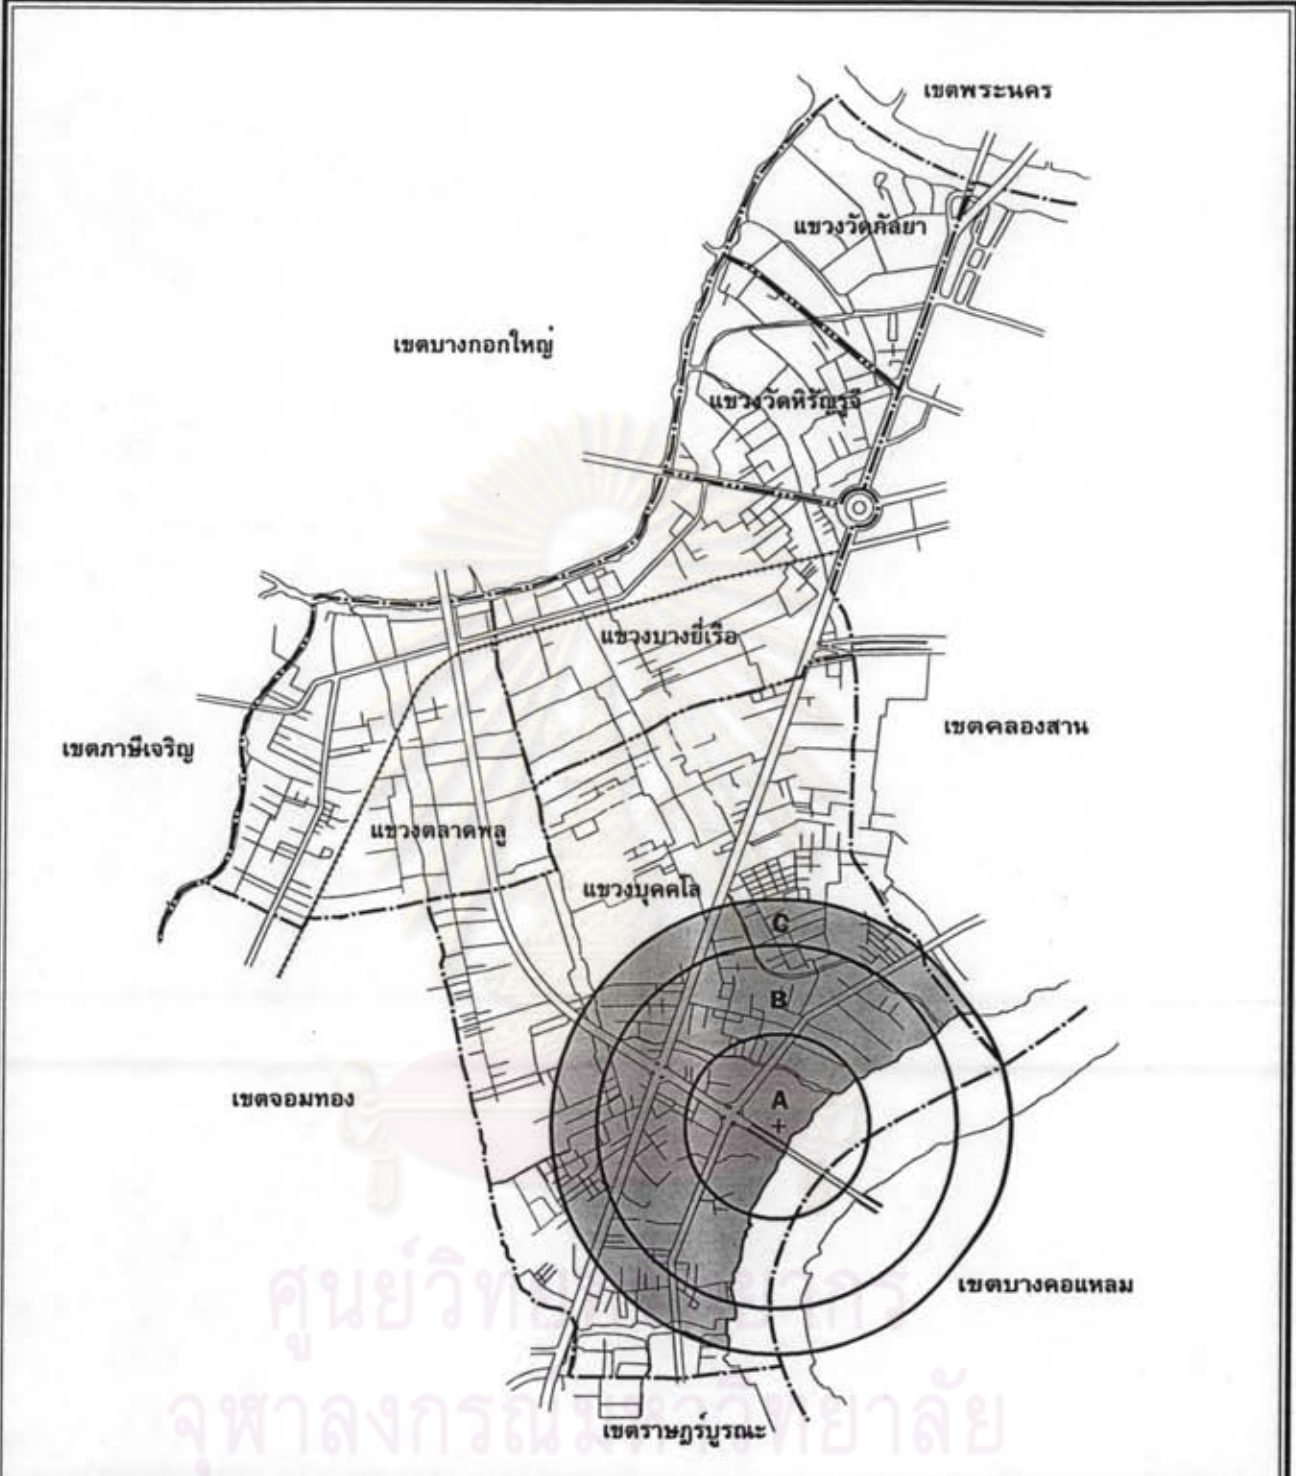 เขตพระนคร
แขวงวัดกัลยา
เขตบางกอกใหญ่
แขวงวัดหิรัญรูจี
แขวงบางยี่เรือ
เขตคลองสาน
เขตภาษีเจริญ
แขวงตลาดพลู
แขวงบุคคโล
C
B
A
เขตจอมทอง
เขตบางคอแหลม
ศูนย์วิทยทรัพยากร
จุฬาลงกรณ์มหาวิทยาลัย
เขตราษฎร์บูรณะ